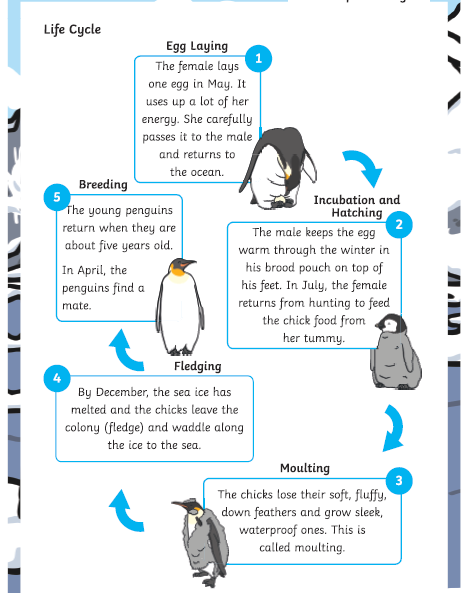 Life Cycle
Egg Laying
1
The female lays
one egg in May. It
uses up a lot of her
energy. She carefully
passes it to the male
and returns to
the ocean.
Incubation and
Hatching
2
The male keeps the egg
warm through the winter in
his brood pouch on top of
his feet. In July, the female
returns from hunting to feed
the chick food from
her tummy.
Moulting
3
The chicks lose their soft, fluffy,
down feathers and grow sleek,
waterproof ones. This is
called moulting.
Fledging
4
By December, the sea ice has
melted and the chicks leave the
colony (fledge) and waddle along
the ice to the sea.
Breeding
5
The young penguins
return when they are
about five years old.
In April, the
penguins find a
mate.